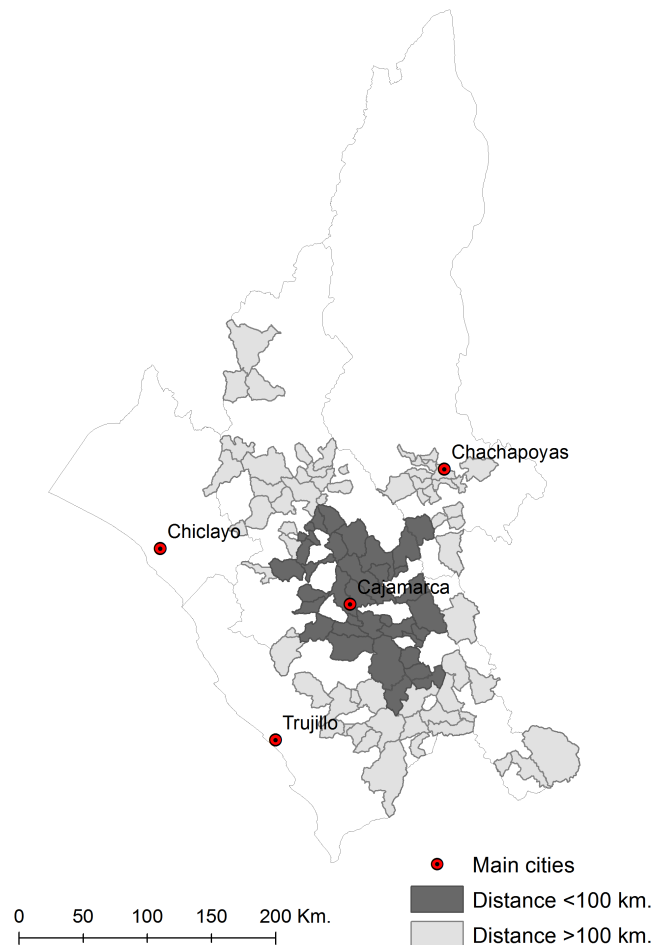 Chachapoyas
Chiclayo
Cajamarca
Trujillo
Main cities
Distance <100 km.
Distance >100 km.
0 50 100 150 200 Km.